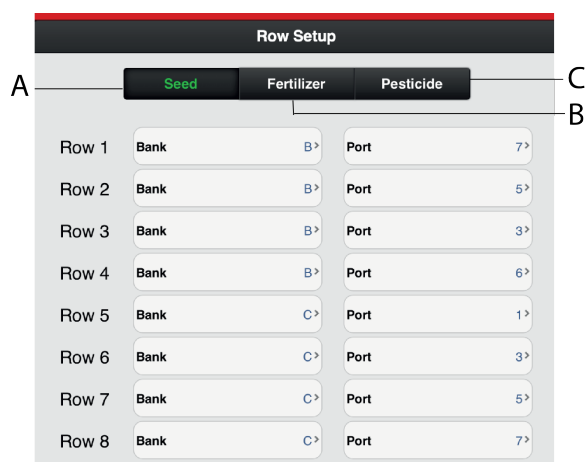 Row Setup
A Seed Fertilizer Pesticide C
B
Row 1 Bank B> Port 7>
Row 2 Bank B> Port 5>
Row 3 Bank B> Port 3>
Row 4 Bank B> Port 6>
Row 5 Bank C> Port 1>
Row 6 Bank C> Port 3>
Row 7 Bank C> Port 5>
Row 8 Bank C> Port 7>